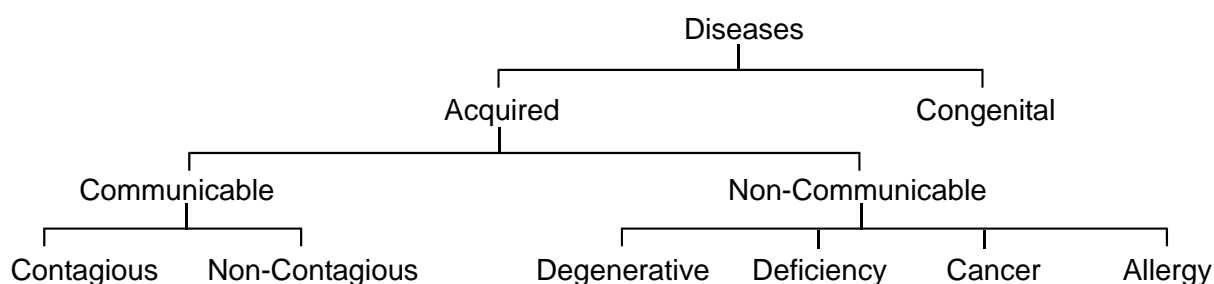 Diseases
Acquired Congenital
Communicable Non-Communicable
Contagious Non-Contagious Degenerative Deficiency Cancer Allergy